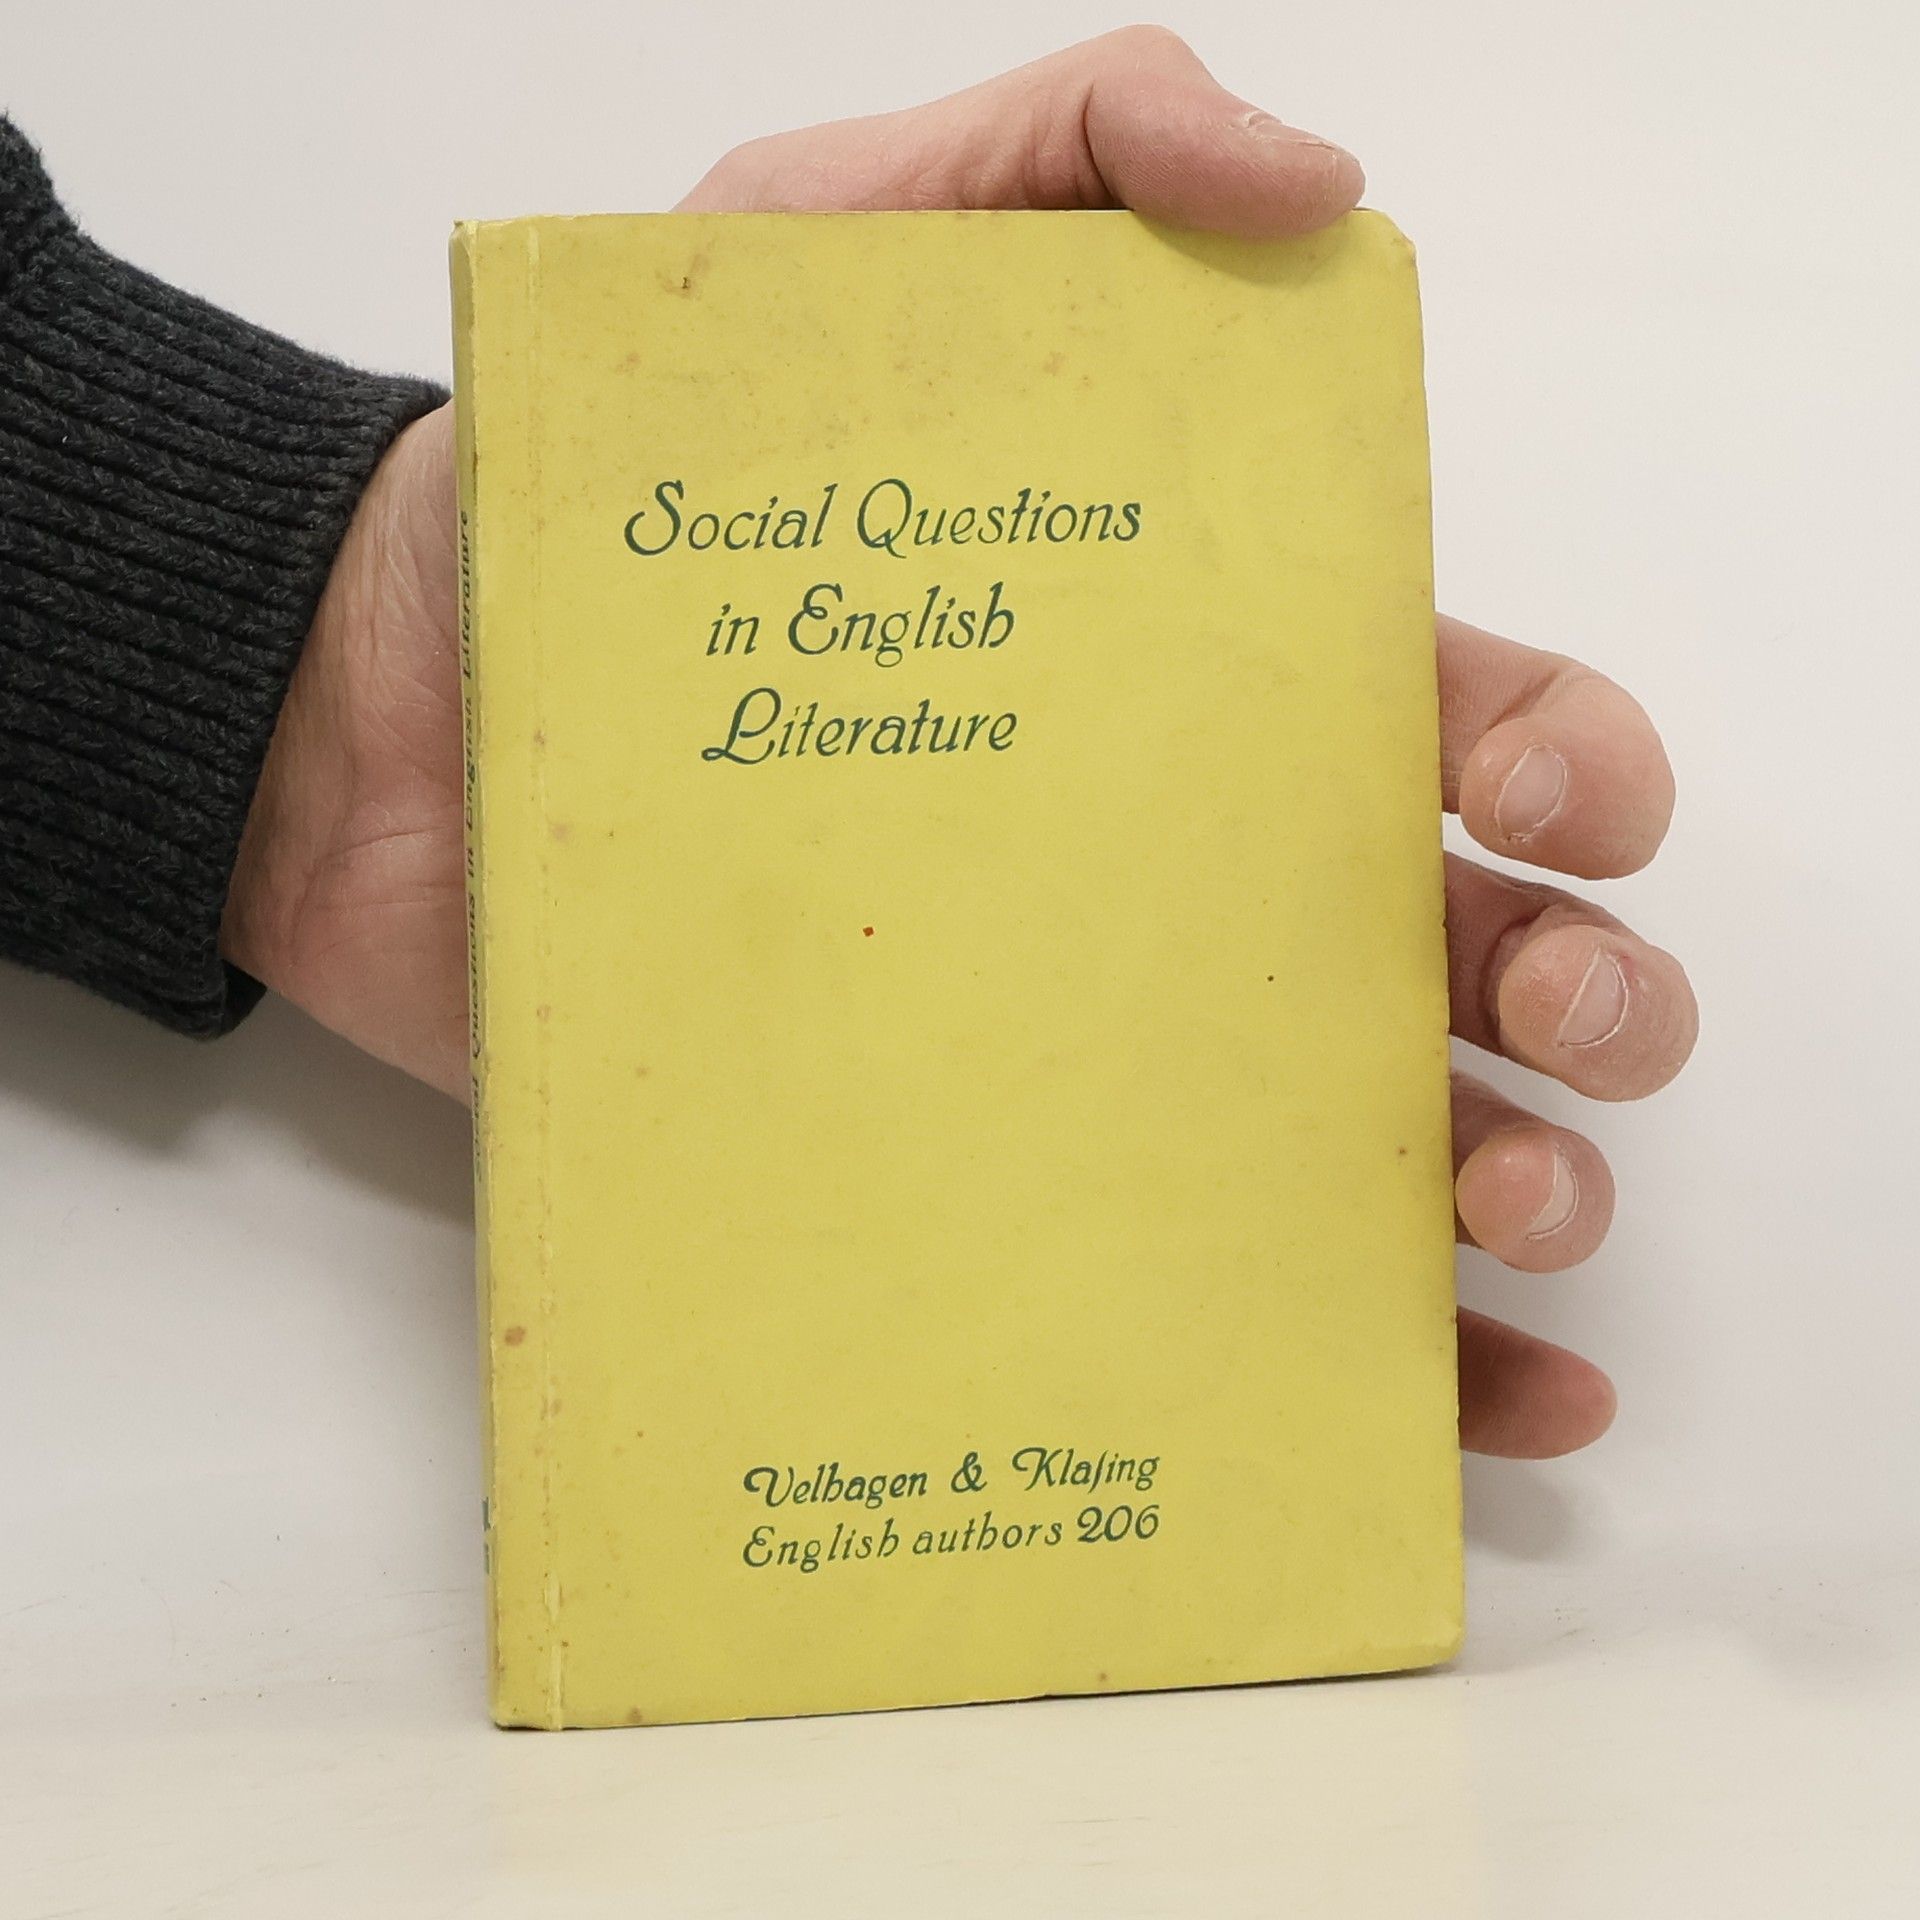 Social Questions
in English
Literature
Velhagen & Klaſing
English authors 206
Social Questions in English Literature